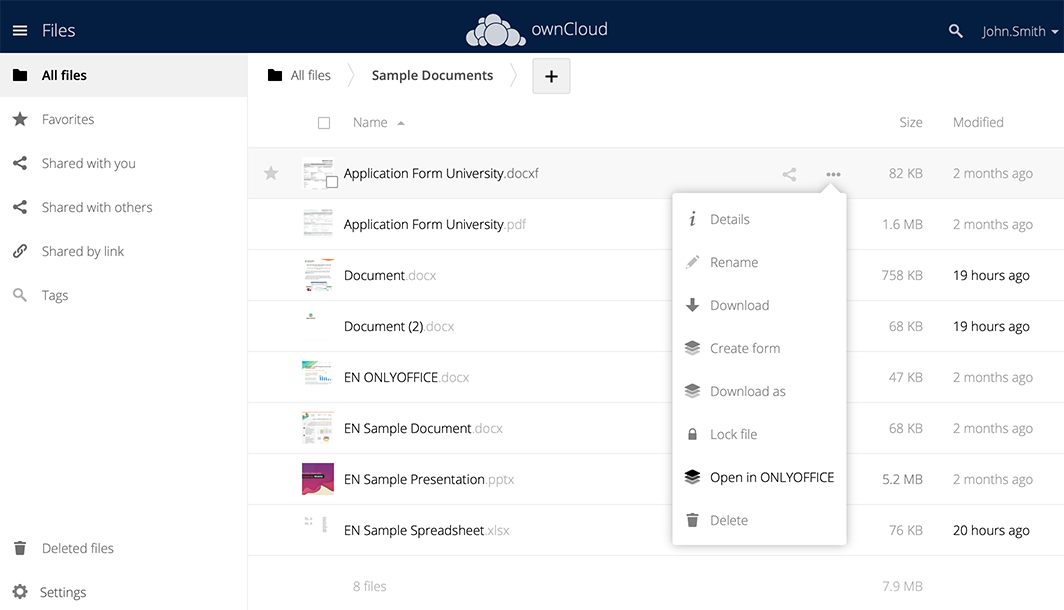 Files
ownCloud
John.Smith
All files
Favorites
Shared with you
Shared with others
Shared by link
Tags
Deleted files
Settings
All files
Sample Documents
+
Name
Size
Modified
Application Form University.docxf
82 KB
2 months ago
Application Form University.pdf
1.6 MB
2 months ago
Document.docx
758 KB
19 hours ago
Document (2).docx
68 KB
19 hours ago
EN ONLYOFFICE.docx
47 KB
2 months ago
EN Sample Document.docx
68 KB
2 months ago
EN Sample Presentation.pptx
5.2 MB
2 months ago
EN Sample Spreadsheet.xlsx
76 KB
20 hours ago
8 files
7.9 MB
Details
Rename
Download
Create form
Download as
Lock file
Open in ONLYOFFICE
Delete